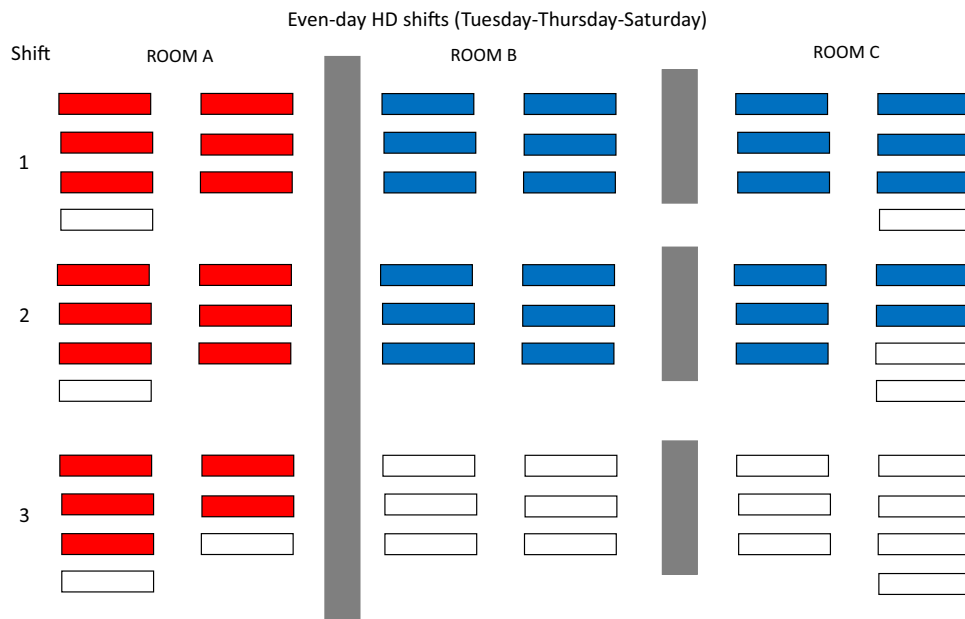 Even-day HD shifts (Tuesday-Thursday-Saturday)
Shift
ROOM A
ROOM B
ROOM C
1
2
3